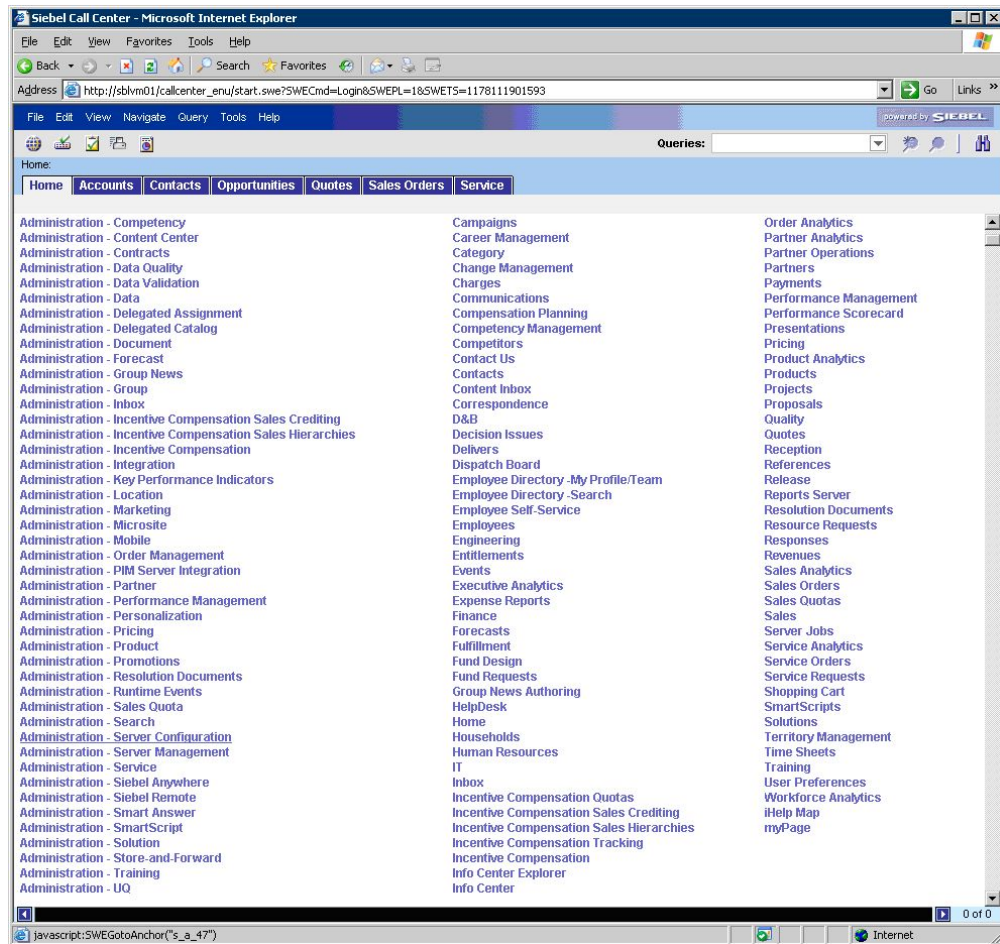 Siebel Call Center - Microsoft Internet Explorer
File Edit View Favorites Tools Help
Back Search Favorites
Address http://sblvm01/callcenter_enu/start.swe?SWECmd=Login&SWEPL=1&SWETS=1178111901593 Go Links »
File Edit View Navigate Query Tools Help powered by SIEBEL
Queries:
Home:
Home Accounts Contacts Opportunities Quotes Sales Orders Service
Administration - Competency
Administration - Content Center
Administration - Contracts
Administration - Data Quality
Administration - Data Validation
Administration - Data
Administration - Delegated Assignment
Administration - Delegated Catalog
Administration - Document
Administration - Forecast
Administration - Group News
Administration - Group
Administration - Inbox
Administration - Incentive Compensation Sales Crediting
Administration - Incentive Compensation Sales Hierarchies
Administration - Incentive Compensation
Administration - Integration
Administration - Key Performance Indicators
Administration - Location
Administration - Marketing
Administration - Microsite
Administration - Mobile
Administration - Order Management
Administration - PIM Server Integration
Administration - Partner
Administration - Performance Management
Administration - Personalization
Administration - Pricing
Administration - Product
Administration - Promotions
Administration - Resolution Documents
Administration - Runtime Events
Administration - Sales Quota
Administration - Search
Administration - Server Configuration
Administration - Server Management
Administration - Service
Administration - Siebel Anywhere
Administration - Siebel Remote
Administration - Smart Answer
Administration - SmartScript
Administration - Solution
Administration - Store-and-Forward
Administration - Training
Administration - UQ
Campaigns
Career Management
Category
Change Management
Charges
Communications
Compensation Planning
Competency Management
Competitors
Contact Us
Contacts
Content Inbox
Correspondence
D&B
Decision Issues
Delivers
Dispatch Board
Employee Directory -My Profile/Team
Employee Directory -Search
Employee Self-Service
Employees
Engineering
Entitlements
Events
Executive Analytics
Expense Reports
Finance
Forecasts
Fulfillment
Fund Design
Fund Requests
Group News Authoring
HelpDesk
Home
Households
Human Resources
IT
Inbox
Incentive Compensation Quotas
Incentive Compensation Sales Crediting
Incentive Compensation Sales Hierarchies
Incentive Compensation Tracking
Incentive Compensation
Info Center Explorer
Info Center
Order Analytics
Partner Analytics
Partner Operations
Partners
Payments
Performance Management
Performance Scorecard
Presentations
Pricing
Product Analytics
Products
Projects
Proposals
Quality
Quotes
Reception
References
Release
Reports Server
Resolution Documents
Resource Requests
Responses
Revenues
Sales Analytics
Sales Orders
Sales Quotas
Sales
Server Jobs
Service Analytics
Service Orders
Service Requests
Shopping Cart
SmartScripts
Solutions
Territory Management
Time Sheets
Training
User Preferences
Workforce Analytics
iHelp Map
myPage
0 of 0
javascript:SWEGotoAnchor("s_a_47") Internet